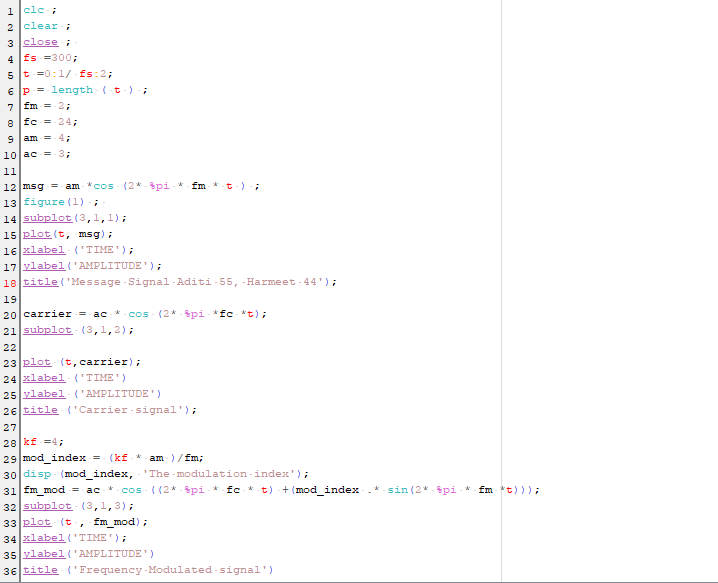 1 clc ;
2 clear ;
3 close ;
4 fs =300;
5 t =0:1/ fs:2;
6 p = length ( t ) ;
7 fm = 2;
8 fc = 24;
9 am = 4;
10 ac = 3;
11
12 msg = am *cos (2* %pi * fm * t ) ;
13 figure(1) ;
14 subplot(3,1,1);
15 plot(t, msg);
16 xlabel ('TIME');
17 ylabel('AMPLITUDE');
18 title('Message Signal Aditi 55, Harmeet 44');
19
20 carrier = ac * cos (2* %pi *fc *t);
21 subplot (3,1,2);
22
23 plot (t,carrier);
24 xlabel ('TIME')
25 ylabel ('AMPLITUDE')
26 title ('Carrier signal');
27
28 kf =4;
29 mod_index = (kf * am )/fm;
30 disp (mod_index, 'The modulation index');
31 fm_mod = ac * cos ((2* %pi * fc * t) +(mod_index .* sin(2* %pi * fm *t)));
32 subplot (3,1,3);
33 plot (t , fm_mod);
34 xlabel('TIME');
35 ylabel('AMPLITUDE')
36 title ('Frequency Modulated signal')